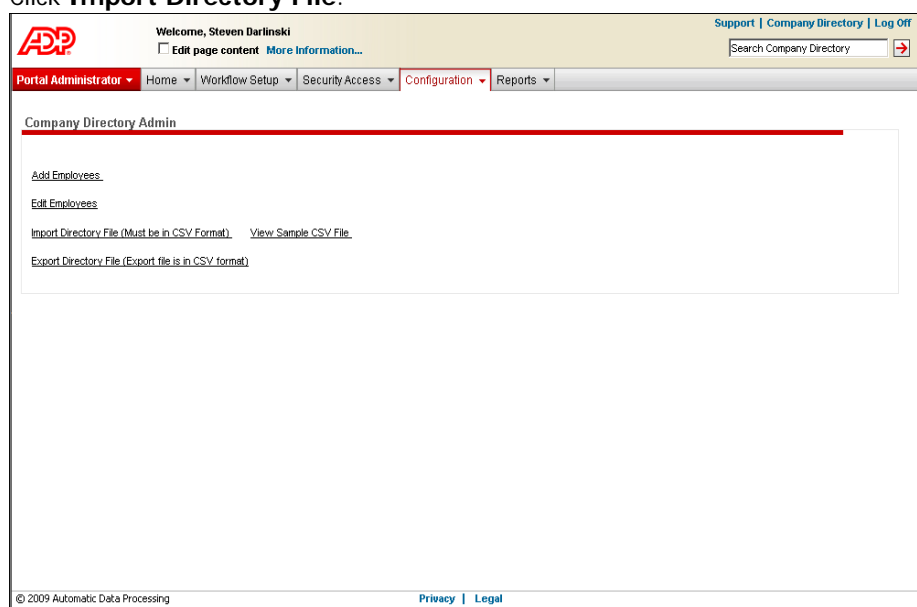 Click Import Directory File.
ADP
Welcome, Steven Darlinski
Support | Company Directory | Log Off
Edit page content More Information...
Search Company Directory
Portal Administrator Home Workflow Setup Security Access Configuration Reports
Company Directory Admin
Add Employees
Edit Employees
Import Directory File (Must be in CSV Format) View Sample CSV File
Export Directory File (Export file is in CSV format)
© 2009 Automatic Data Processing Privacy | Legal